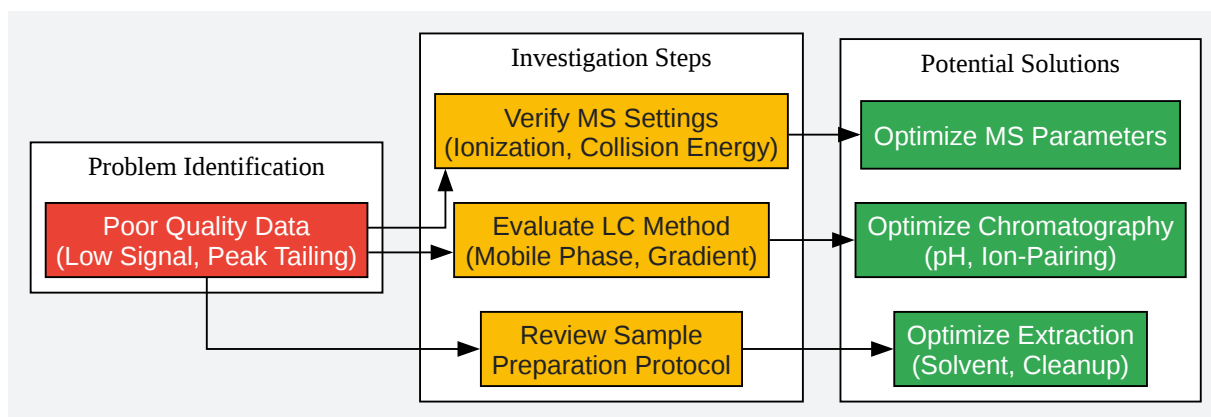 Problem Identification
Poor Quality Data
(Low Signal, Peak Tailing)
Investigation Steps
Verify MS Settings
(Ionization, Collision Energy)
Evaluate LC Method
(Mobile Phase, Gradient)
Review Sample
Preparation Protocol
Potential Solutions
Optimize MS Parameters
Optimize Chromatography
(pH, Ion-Pairing)
Optimize Extraction
(Solvent, Cleanup)